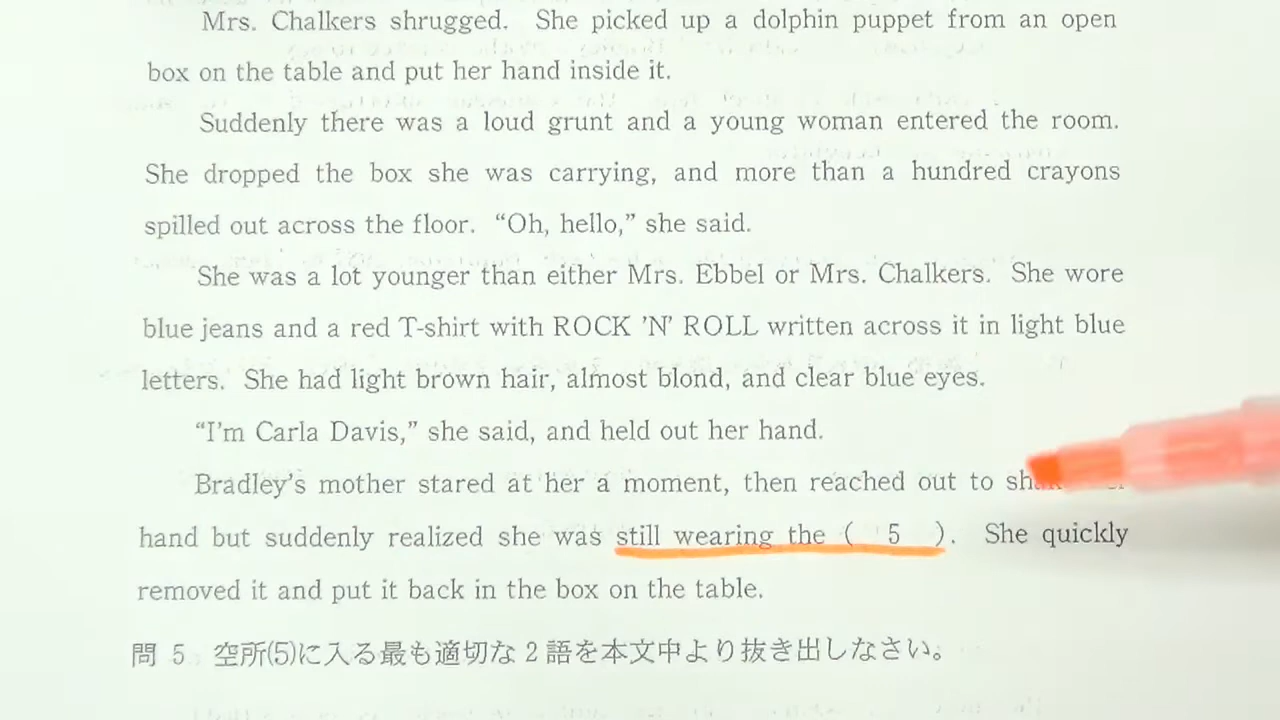 Mrs. Chalkers shrugged. She picked up a dolphin puppet from an open
box on the table and put her hand inside it.
Suddenly there was a loud grunt and a young woman entered the room.
She dropped the box she was carrying, and more than a hundred crayons
spilled out across the floor. “Oh, hello,” she said.
She was a lot younger than either Mrs. Ebbel or Mrs. Chalkers. She wore
blue jeans and a red T-shirt with ROCK ’N’ ROLL written across it in light blue
letters. She had light brown hair, almost blond, and clear blue eyes.
“I’m Carla Davis,” she said, and held out her hand.
Bradley’s mother stared at her a moment, then reached out to
hand but suddenly realized she was still wearing the ( 5 ). She quickly
removed it and put it back in the box on the table.
問 5 空所(5)に入る最も適切な2語を本文中より抜き出しなさい。